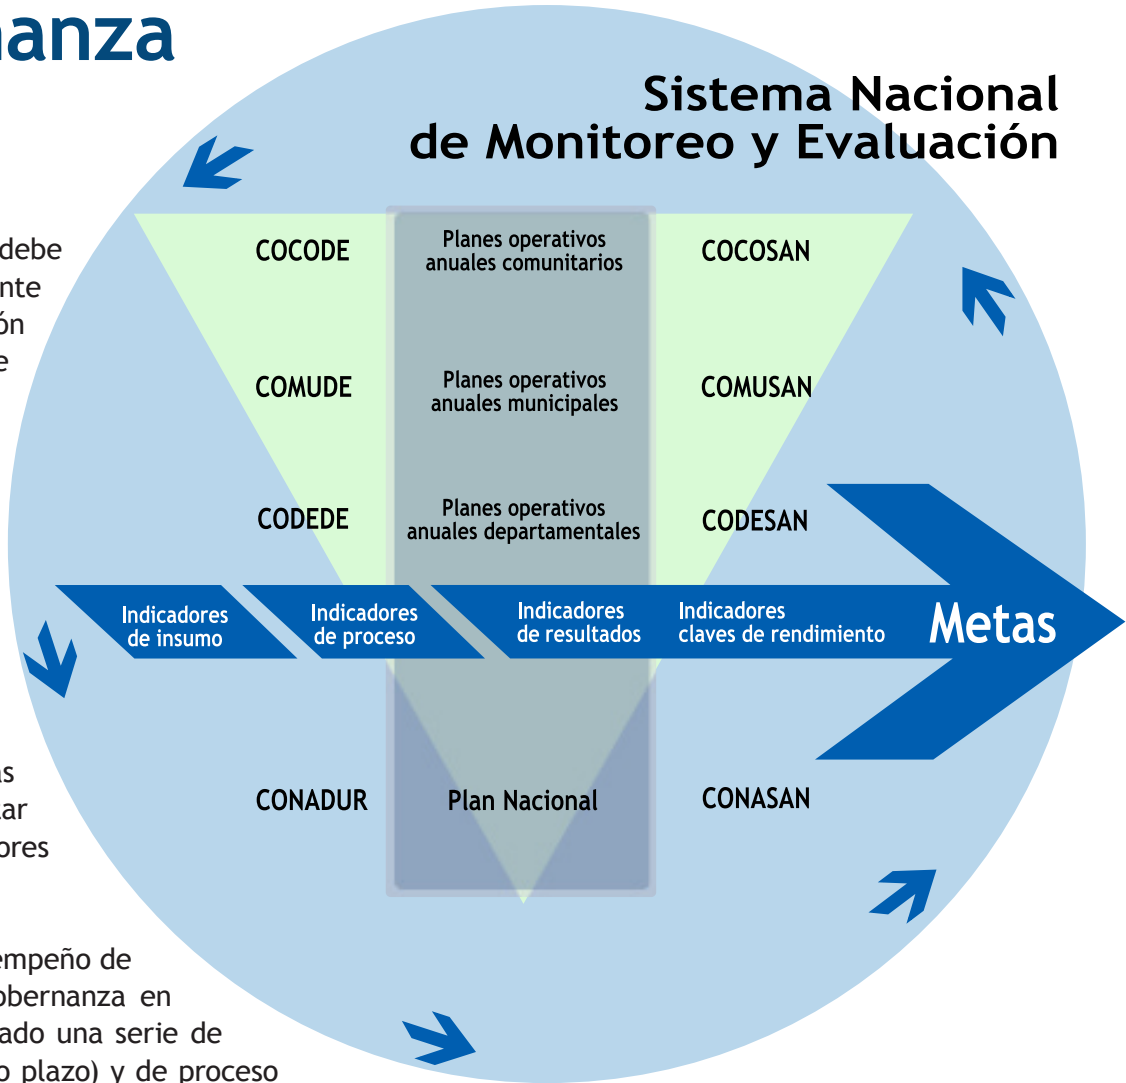 nanza
Sistema Nacional
de Monitoreo y Evaluación
debe
nte
ón
e
COCODE
Planes operativos
anuales comunitarios
COCOSAN
COMUDE
Planes operativos
anuales municipales
COMUSAN
CODEDE
Planes operativos
anuales departamentales
CODESAN
Indicadores
de insumo
Indicadores
de proceso
Indicadores
de resultados
Indicadores
claves de rendimiento
Metas
CONADUR
Plan Nacional
CONASAN
as
ar
ores
empeño de
obernanza en
ado una serie de
o plazo) y de proceso